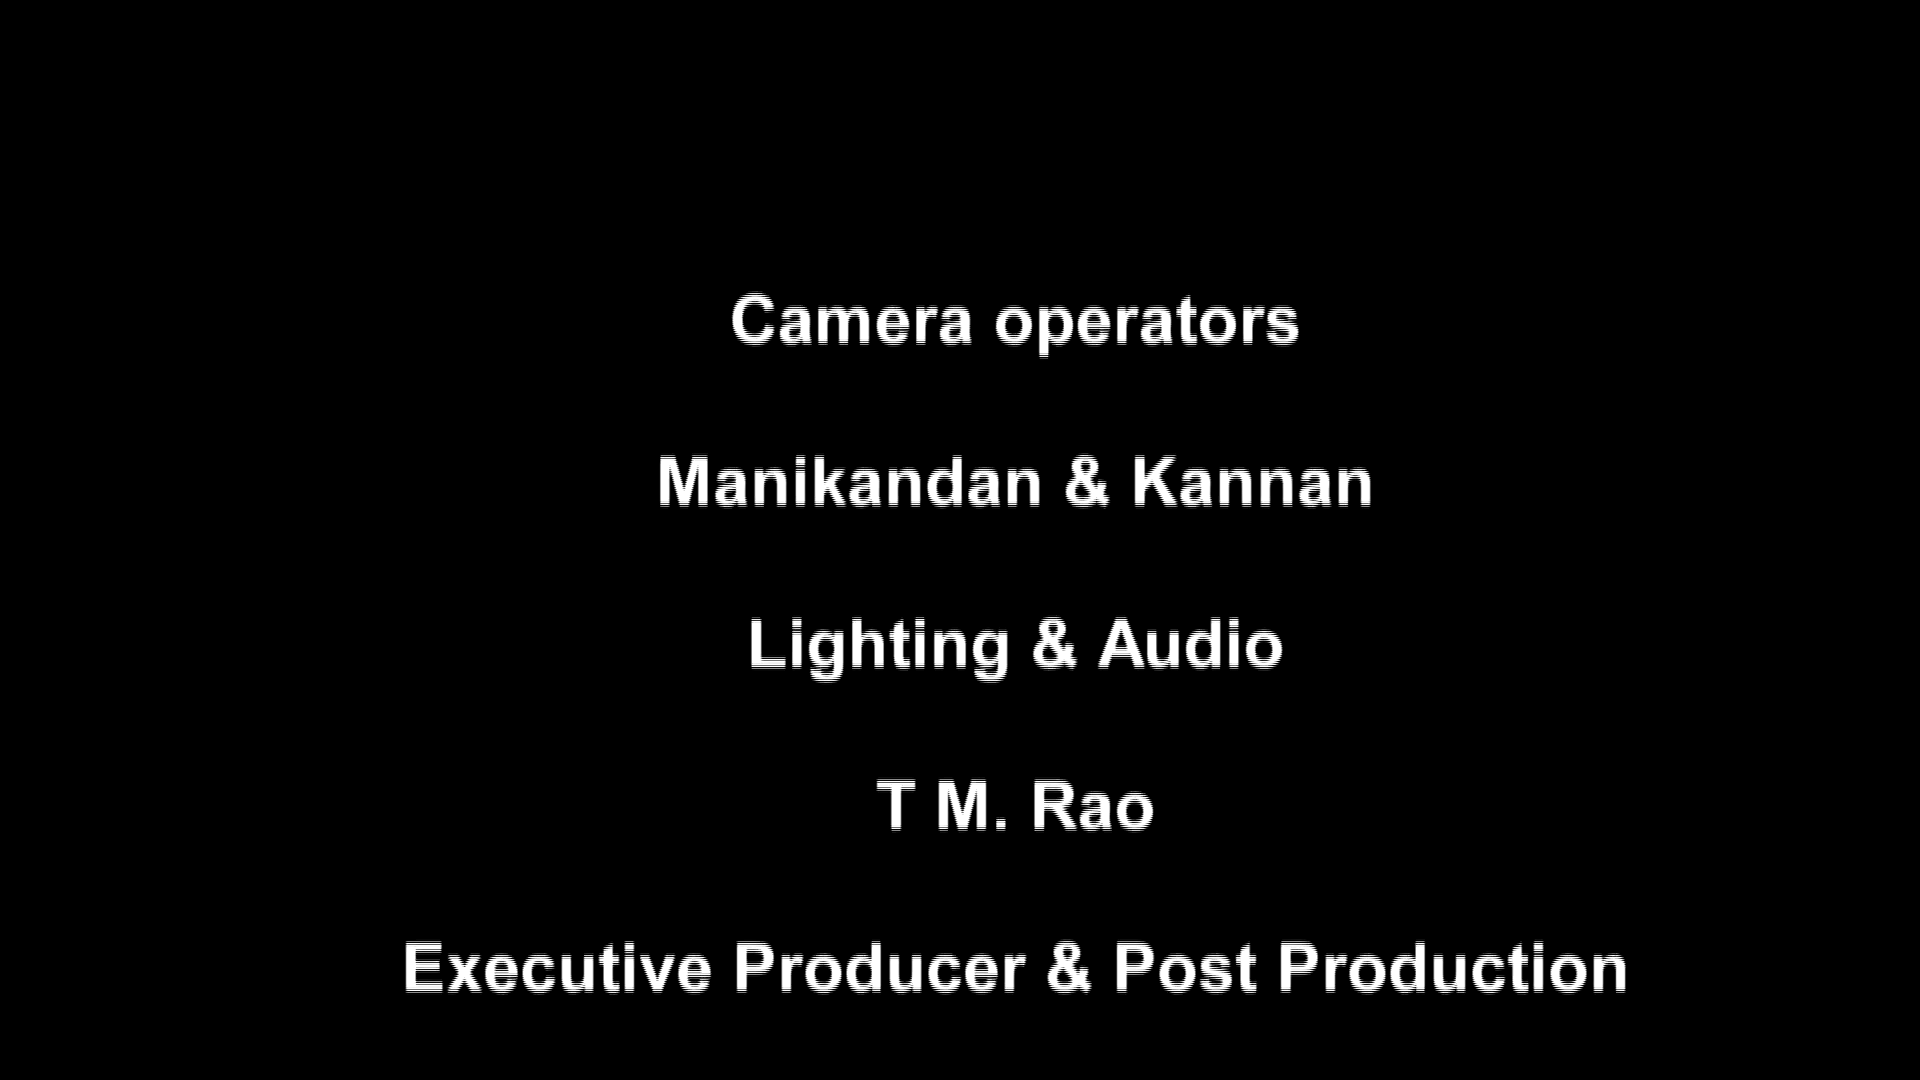 Camera operators
Manikandan & Kannan
Lighting & Audio
T M. Rao
Executive Producer & Post Production